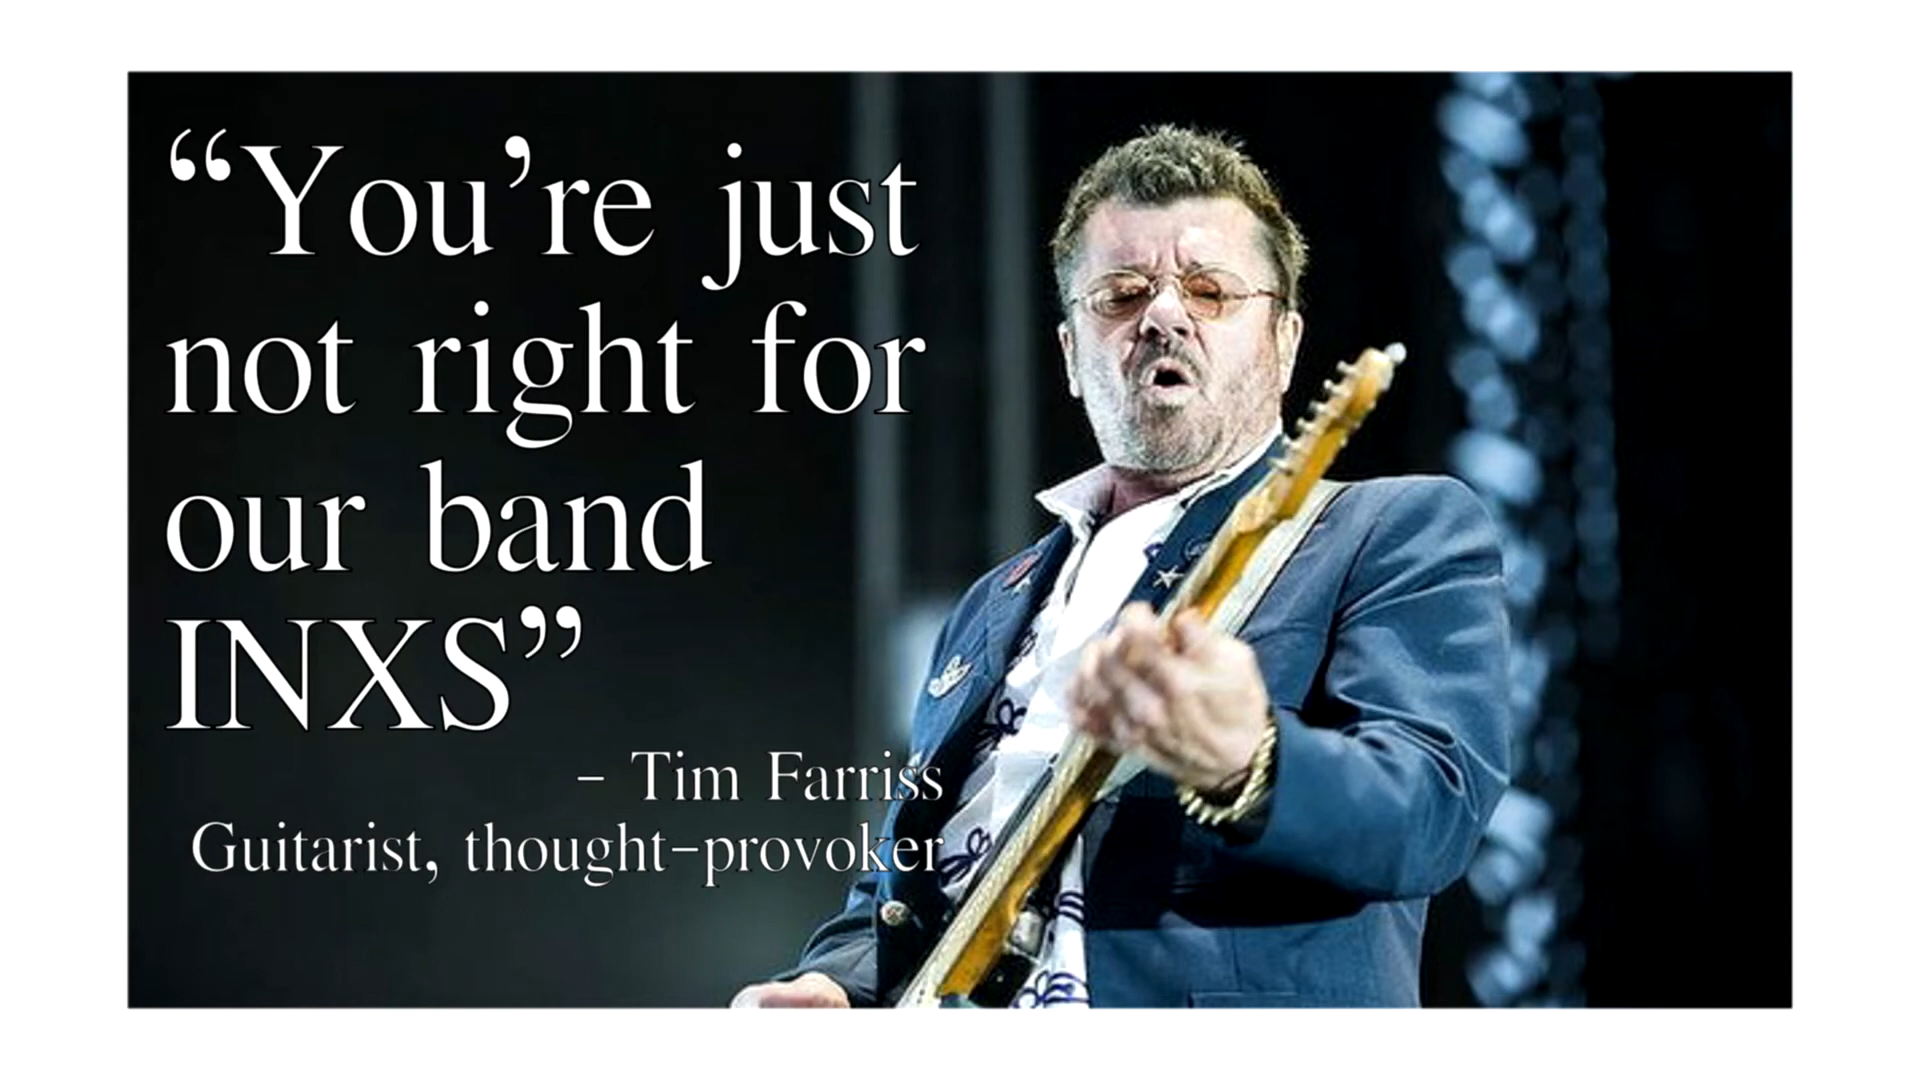 “You’re just
not right for
our band
INXS”
- Tim Farriss
Guitarist, thought-provoker